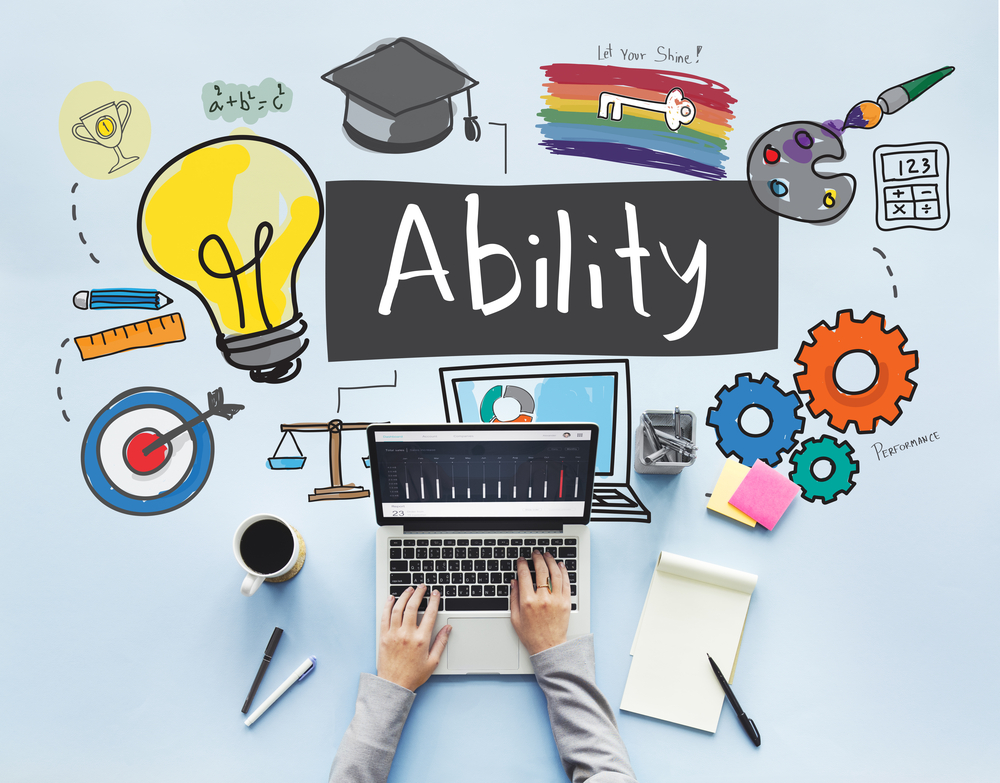 Let Your Shine!
a²+b²=c²
123
+ -
x ÷
Ability
1
PERFORMANCE
23